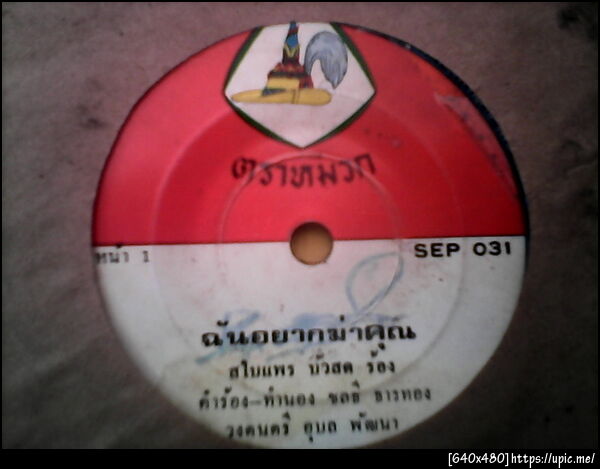 ตราหมวก
หน้า 1
SEP 031
ฉันอยากฆ่าคุณ
สไบแพร บัวสด ร้อง
คำร้อง-ทำนอง ชลธี ธารทอง
วงดนตรี อุบล พัฒนา
[640x480]https://upic.me/